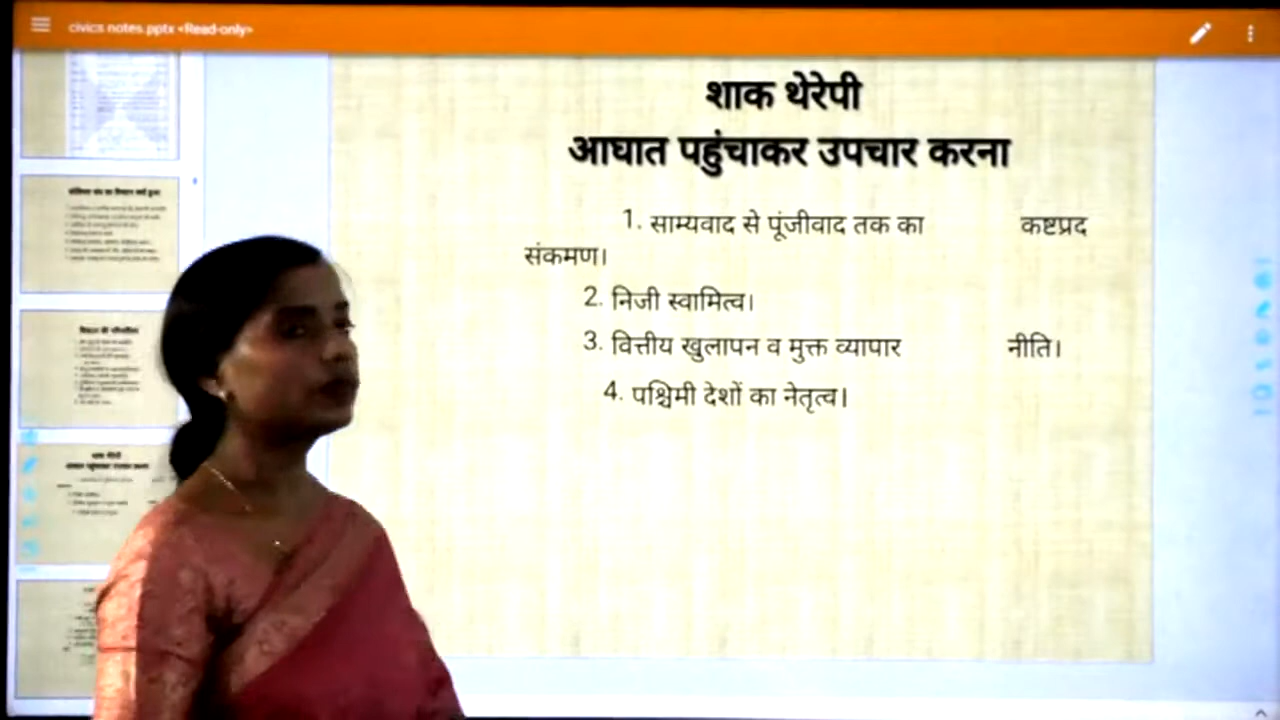 civics notes.pptx <Read-only>
शाक थेरेपी
आघात पहुंचाकर उपचार करना
1. साम्यवाद से पूंजीवाद तक का कष्टप्रद
संकमण।
2. निजी स्वामित्व।
3. वित्तीय खुलापन व मुक्त व्यापार नीति।
4. पश्चिमी देशों का नेतृत्व।